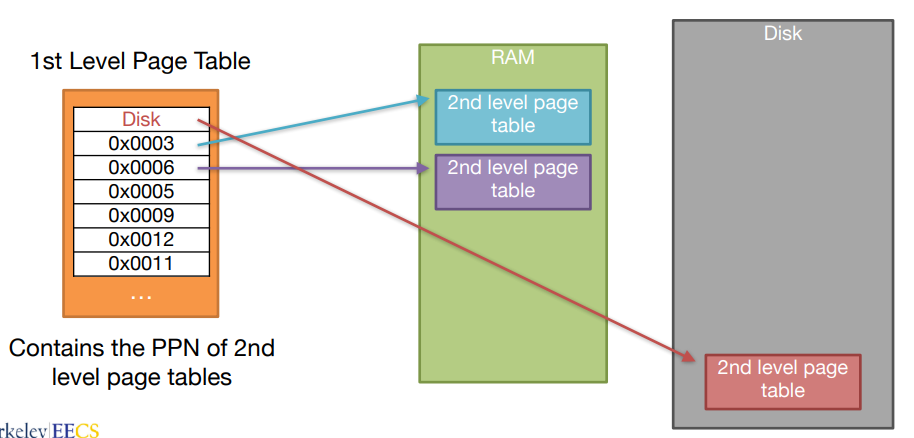 1st Level Page Table
Disk
0x0003
0x0006
0x0005
0x0009
0x0012
0x0011
...
Contains the PPN of 2nd
level page tables
RAM
2nd level page
table
2nd level page
table
Disk
2nd level page
table
EECS